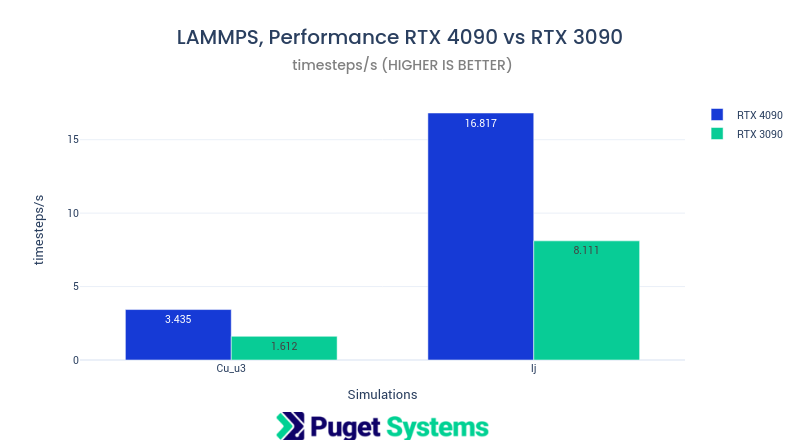 LAMMPS, Performance RTX 4090 vs RTX 3090
timesteps/s (HIGHER IS BETTER)
RTX 4090
RTX 3090
15
10
5
0
timesteps/s
16.817
8.111
3.435
1.612
Cu_u3
lj
Simulations
Puget Systems